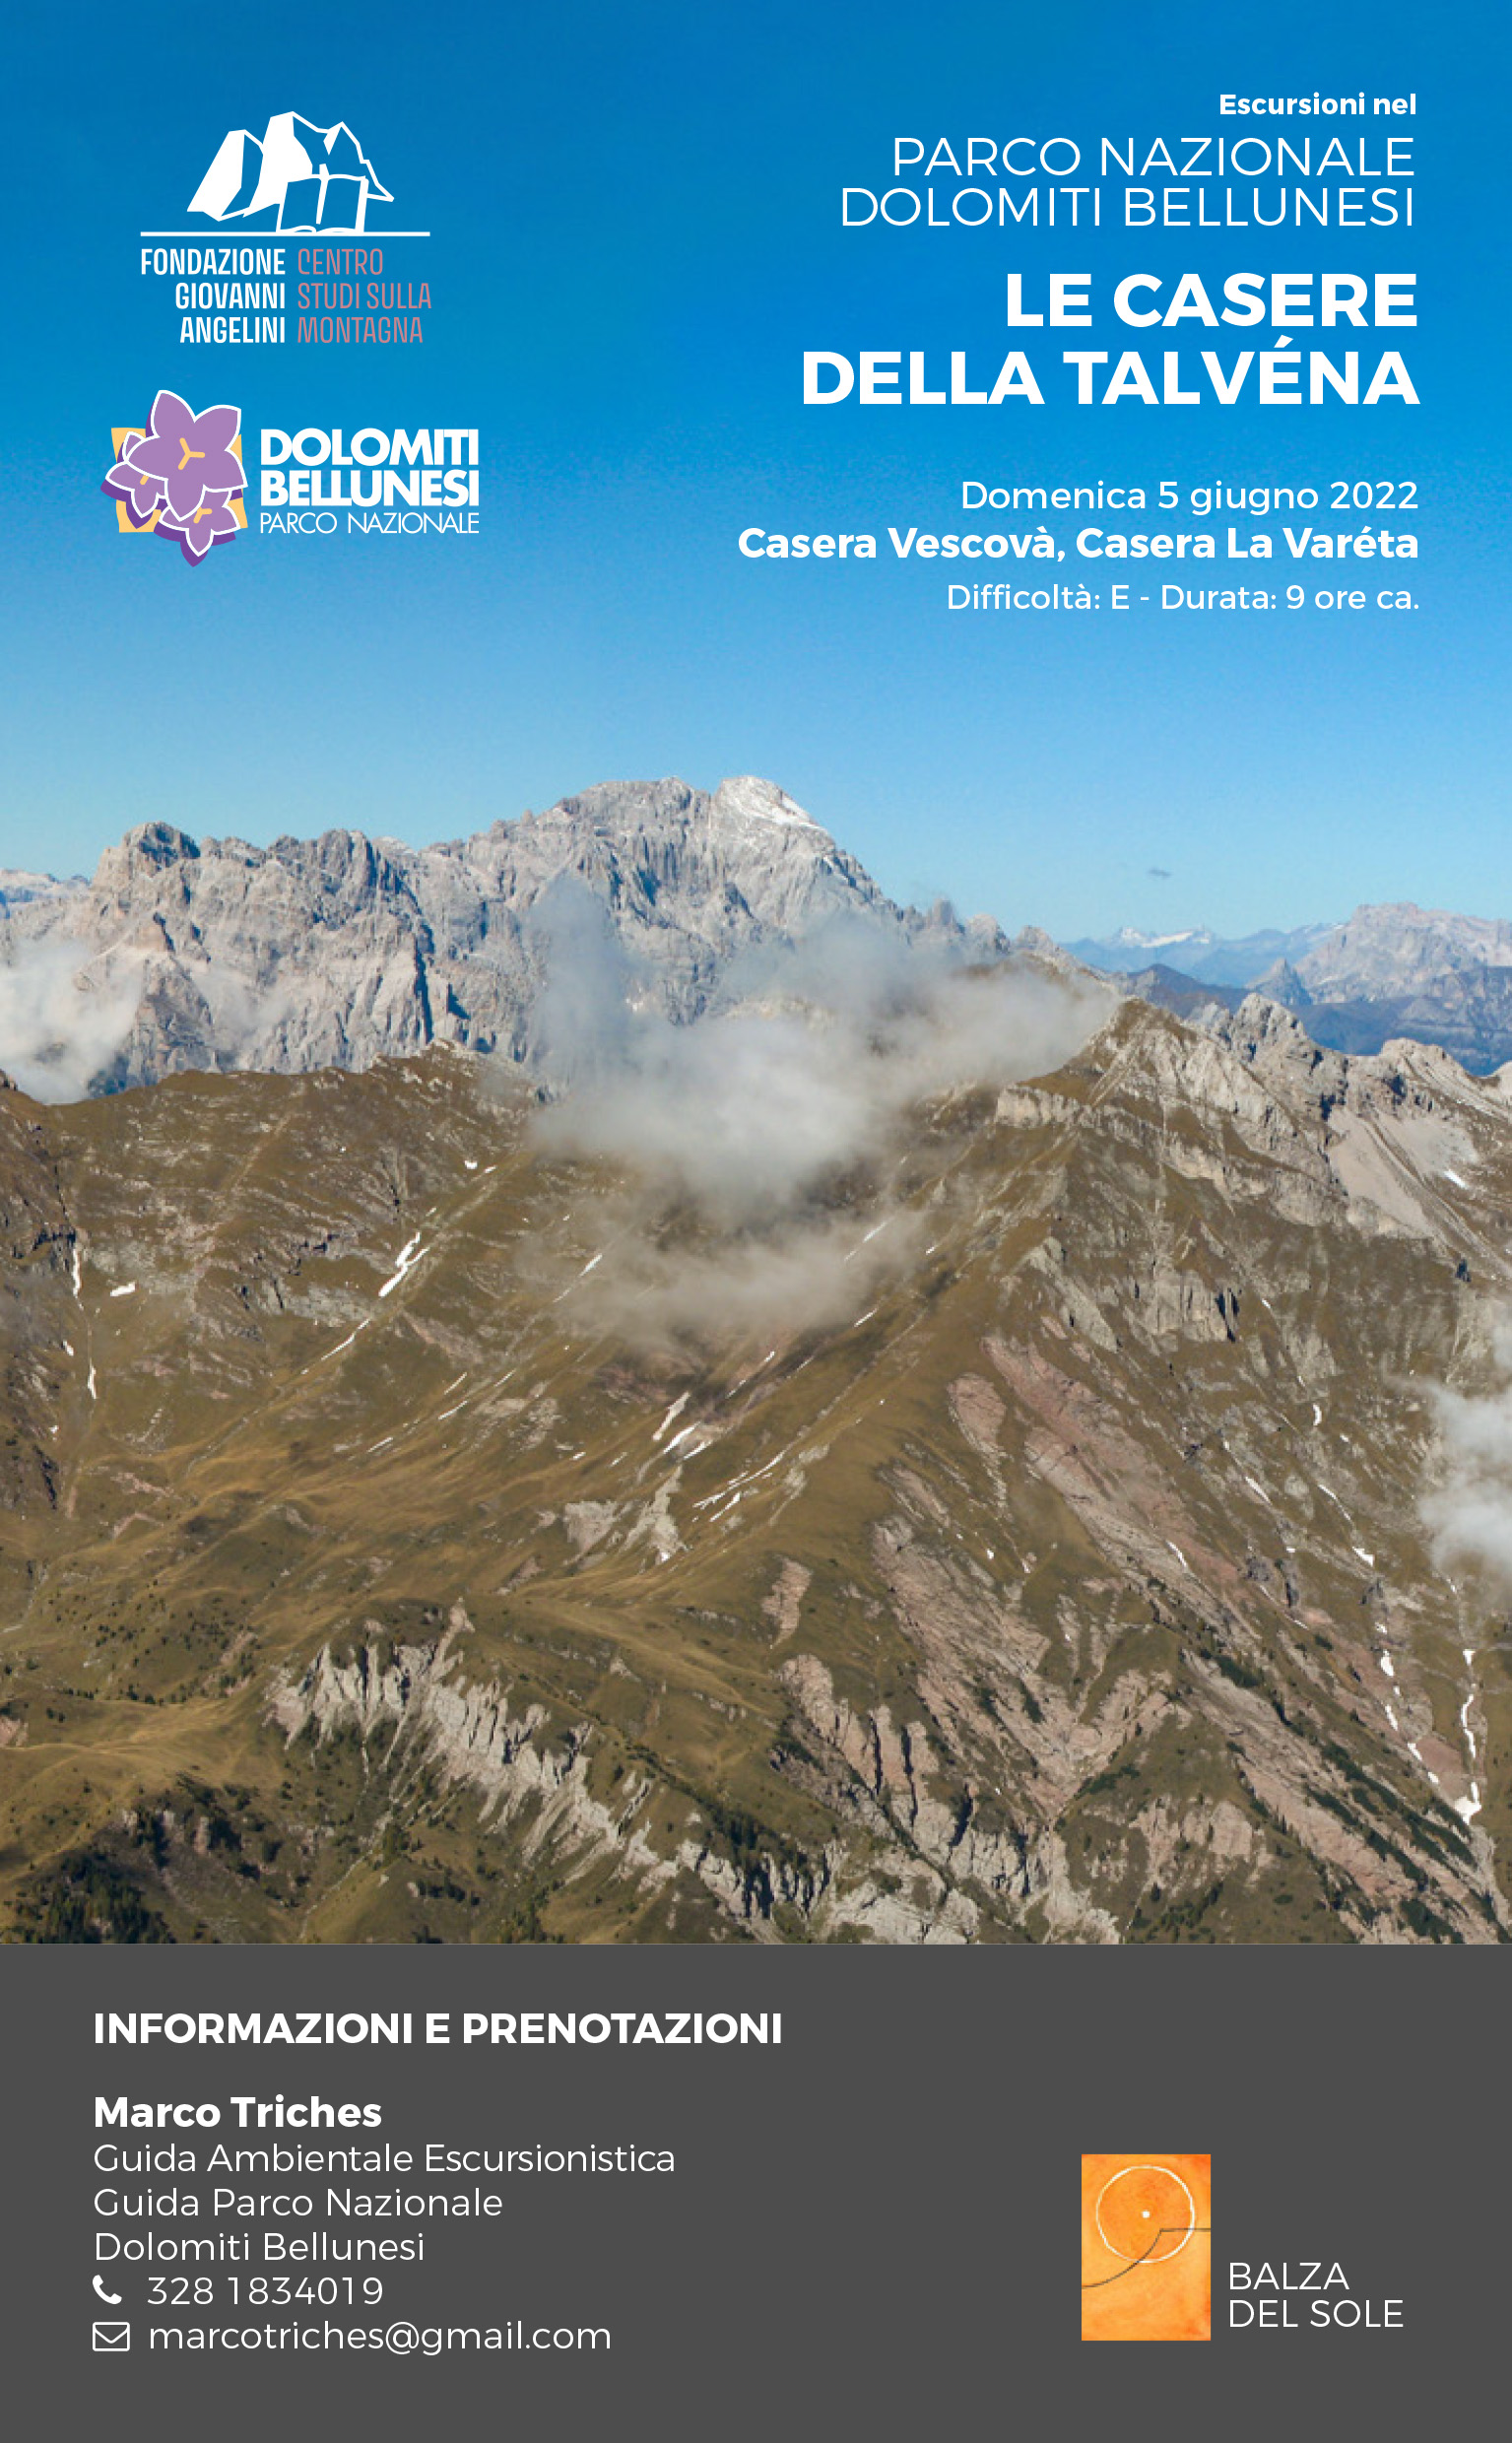 FONDAZIONE CENTRO
GIOVANNI STUDI SULLA
ANGELINI MONTAGNA
DOLOMITI
BELLUNESI
PARCO NAZIONALE
Escursioni nel
PARCO NAZIONALE
DOLOMITI BELLUNESI
LE CASERE
DELLA TALVÉNA
Domenica 5 giugno 2022
Casera Vescovà, Casera La Varéta
Difficoltà: E - Durata: 9 ore ca.
INFORMAZIONI E PRENOTAZIONI
Marco Triches
Guida Ambientale Escursionistica
Guida Parco Nazionale
Dolomiti Bellunesi
328 1834019
marcotriches@gmail.com
BALZA
DEL SOLE